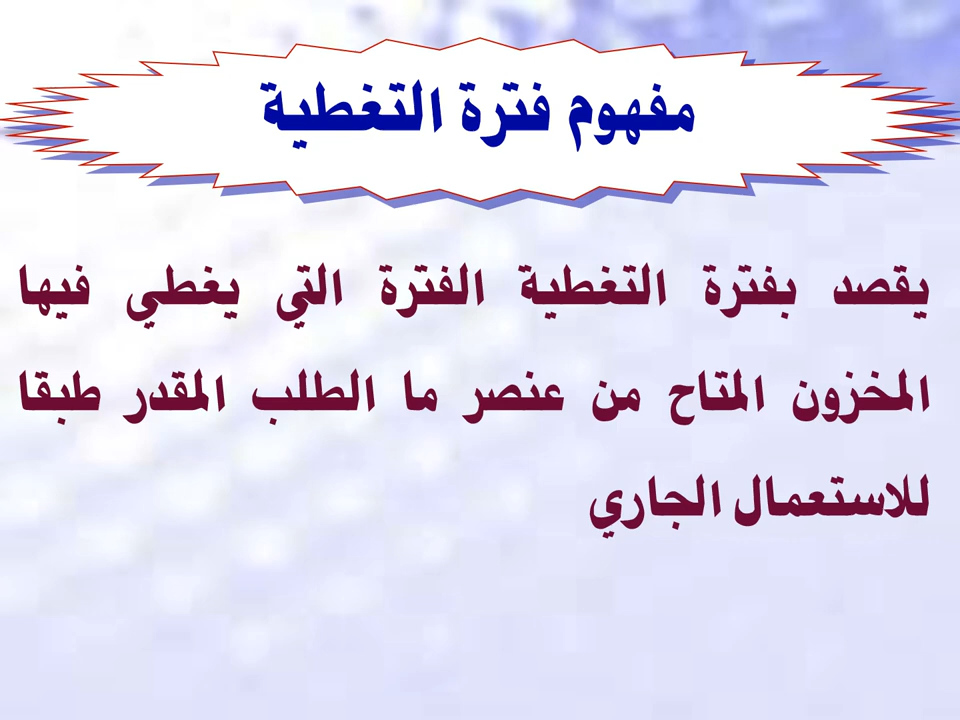 مفهوم فترة التغطية
يقصد بفترة التغطية الفترة التي يغطي فيها
المخزون المتاح من عنصر ما الطلب المقدر طبقا
للاستعمال الجاري